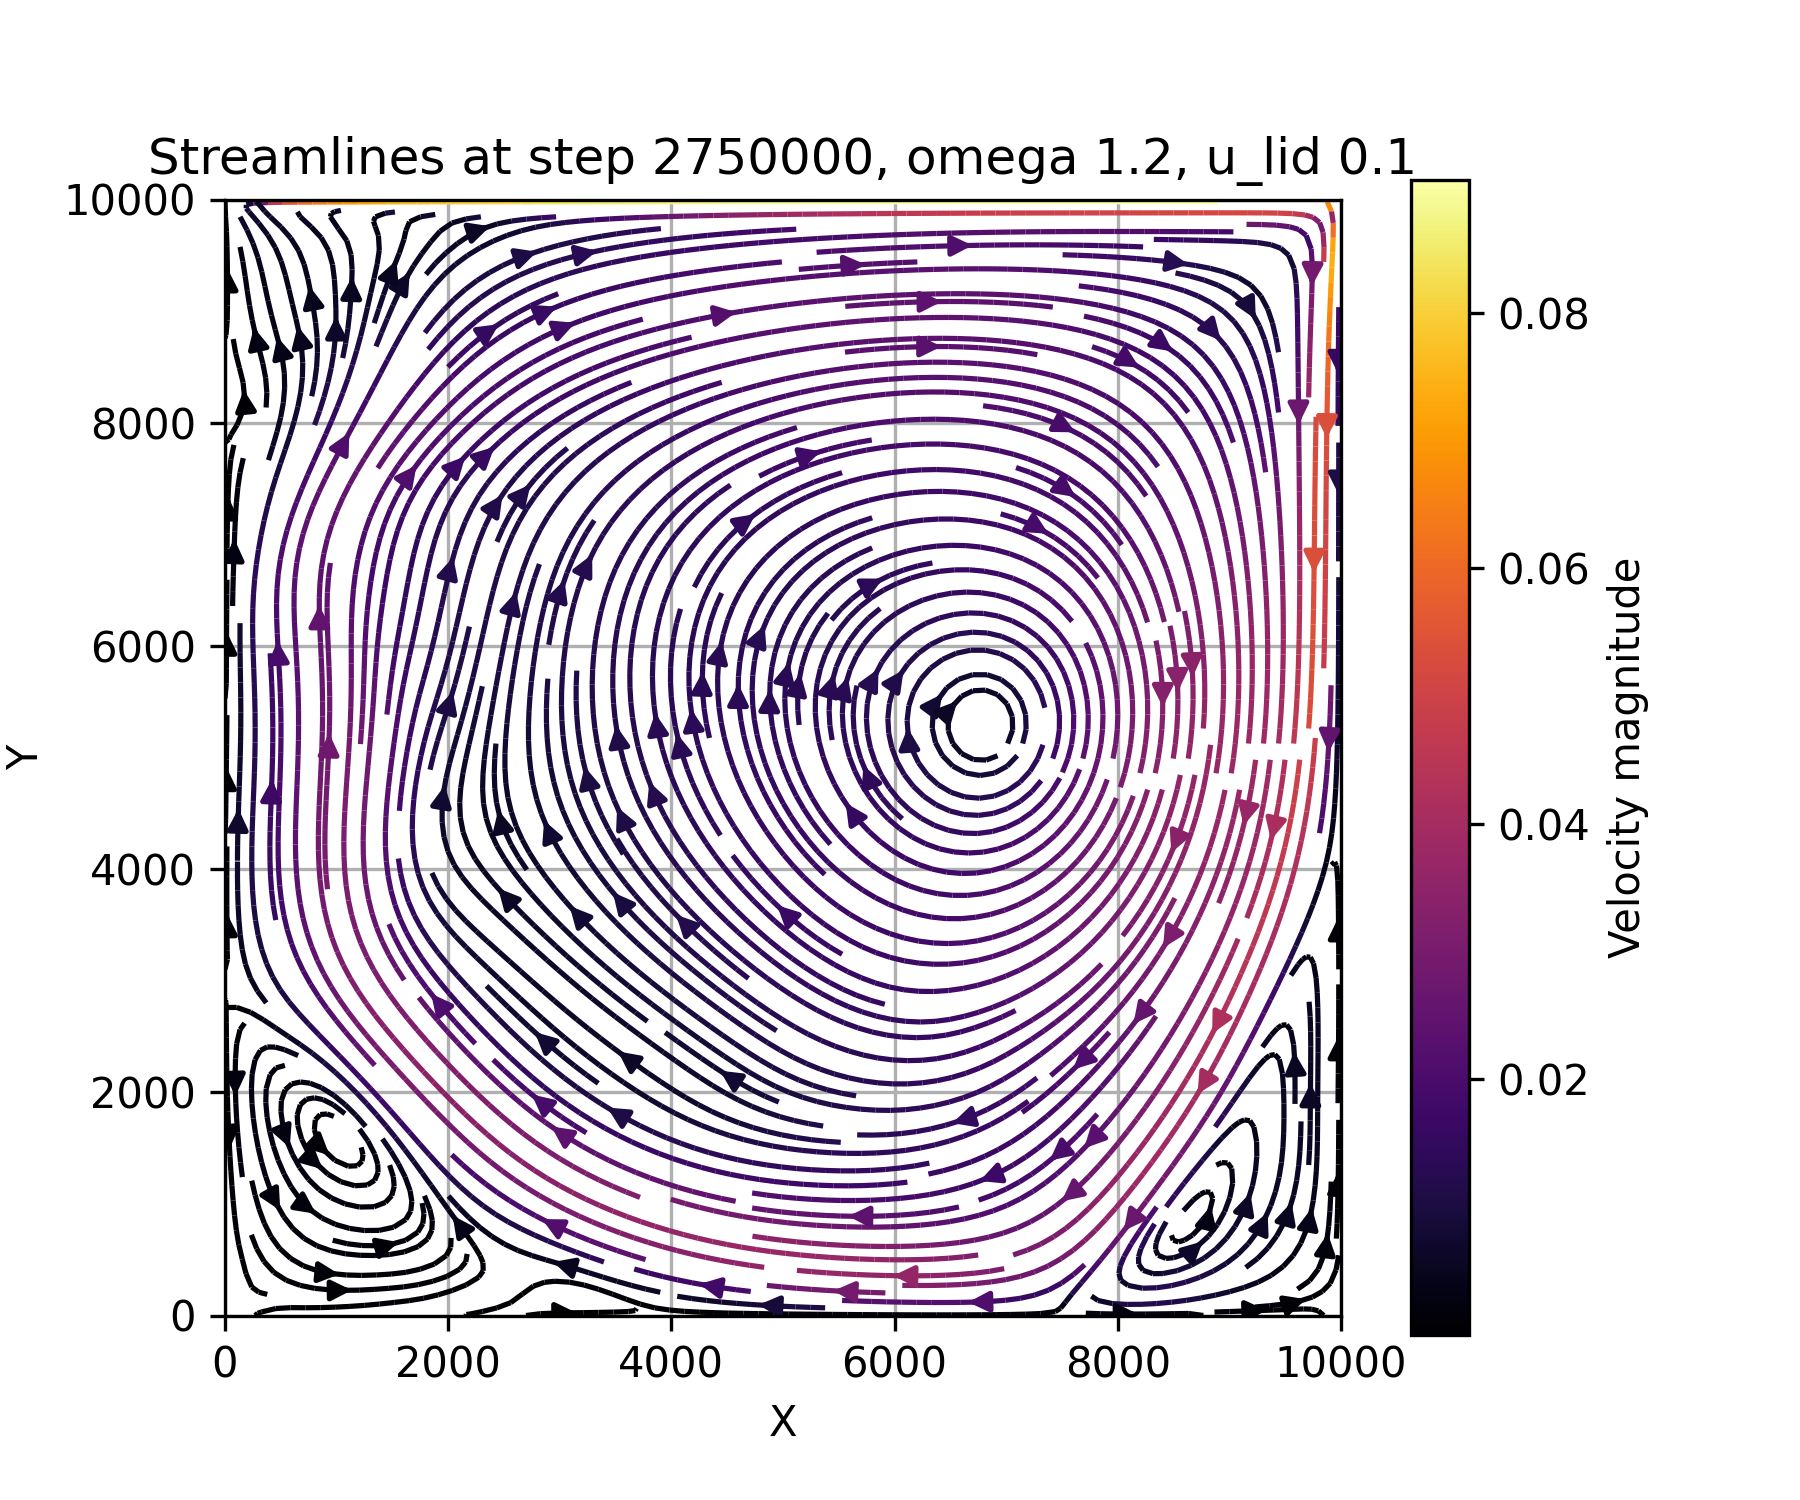 Streamlines at step 2750000, omega 1.2, u_lid 0.1
10000
8000
6000
4000
2000
0
Y
0 2000 4000 6000 8000 10000
X
0.08
0.06
0.04
0.02
Velocity magnitude